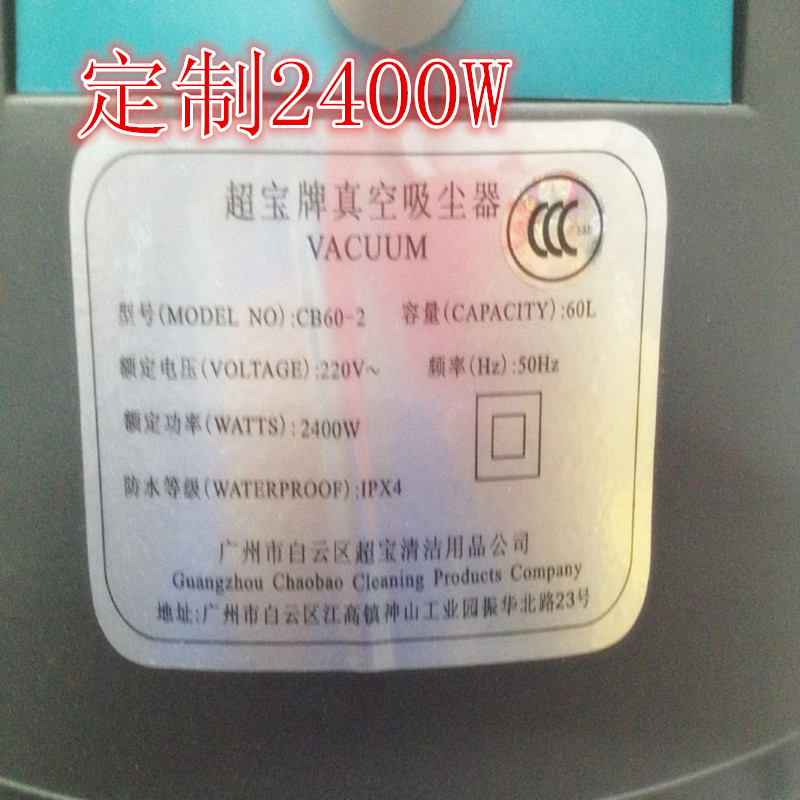 定制2400W
超宝牌真空吸尘器
VACUUM
型号(MODEL NO):CB60-2 容量(CAPACITY):60L
额定电压(VOLTAGE):220V~ 频率(Hz):50Hz
额定功率(WATTS):2400W
防水等级(WATERPROOF):IPX4
广州市白云区超宝清洁用品公司
Guangzhou Chaobao Cleaning Products Company
地址:广州市白云区江高镇神山工业园振华北路23号